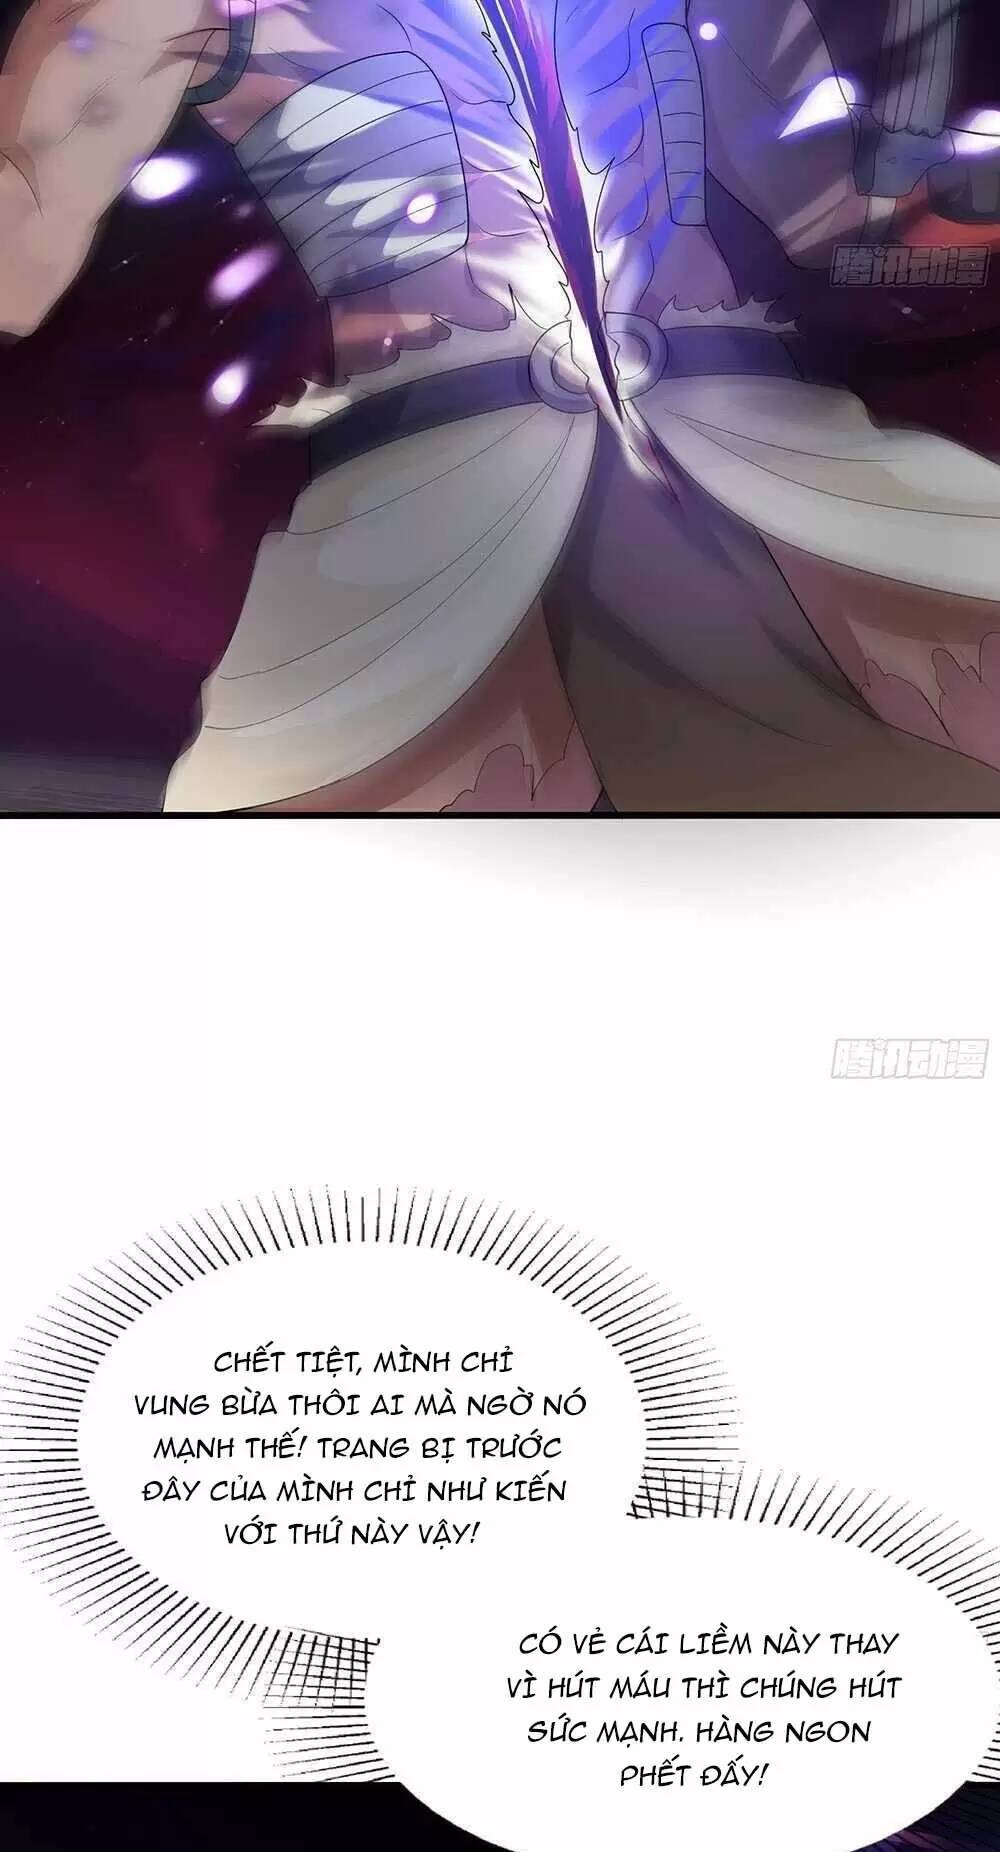 腾讯动漫
腾讯动漫
CHẾT TIỆT, MÌNH CHỈ
VUNG BỪA THÔI AI MÀ NGỜ NÓ
MẠNH THẾ! TRANG BỊ TRƯỚC
ĐÂY CỦA MÌNH CHỈ NHƯ KIẾN
VỚI THỨ NÀY VẬY!
CÓ VẺ CÁI LIỀM NÀY THAY
VÌ HÚT MÁU THÌ CHÚNG HÚT
SỨC MẠNH. HÀNG NGON
PHẾT ĐẤY!